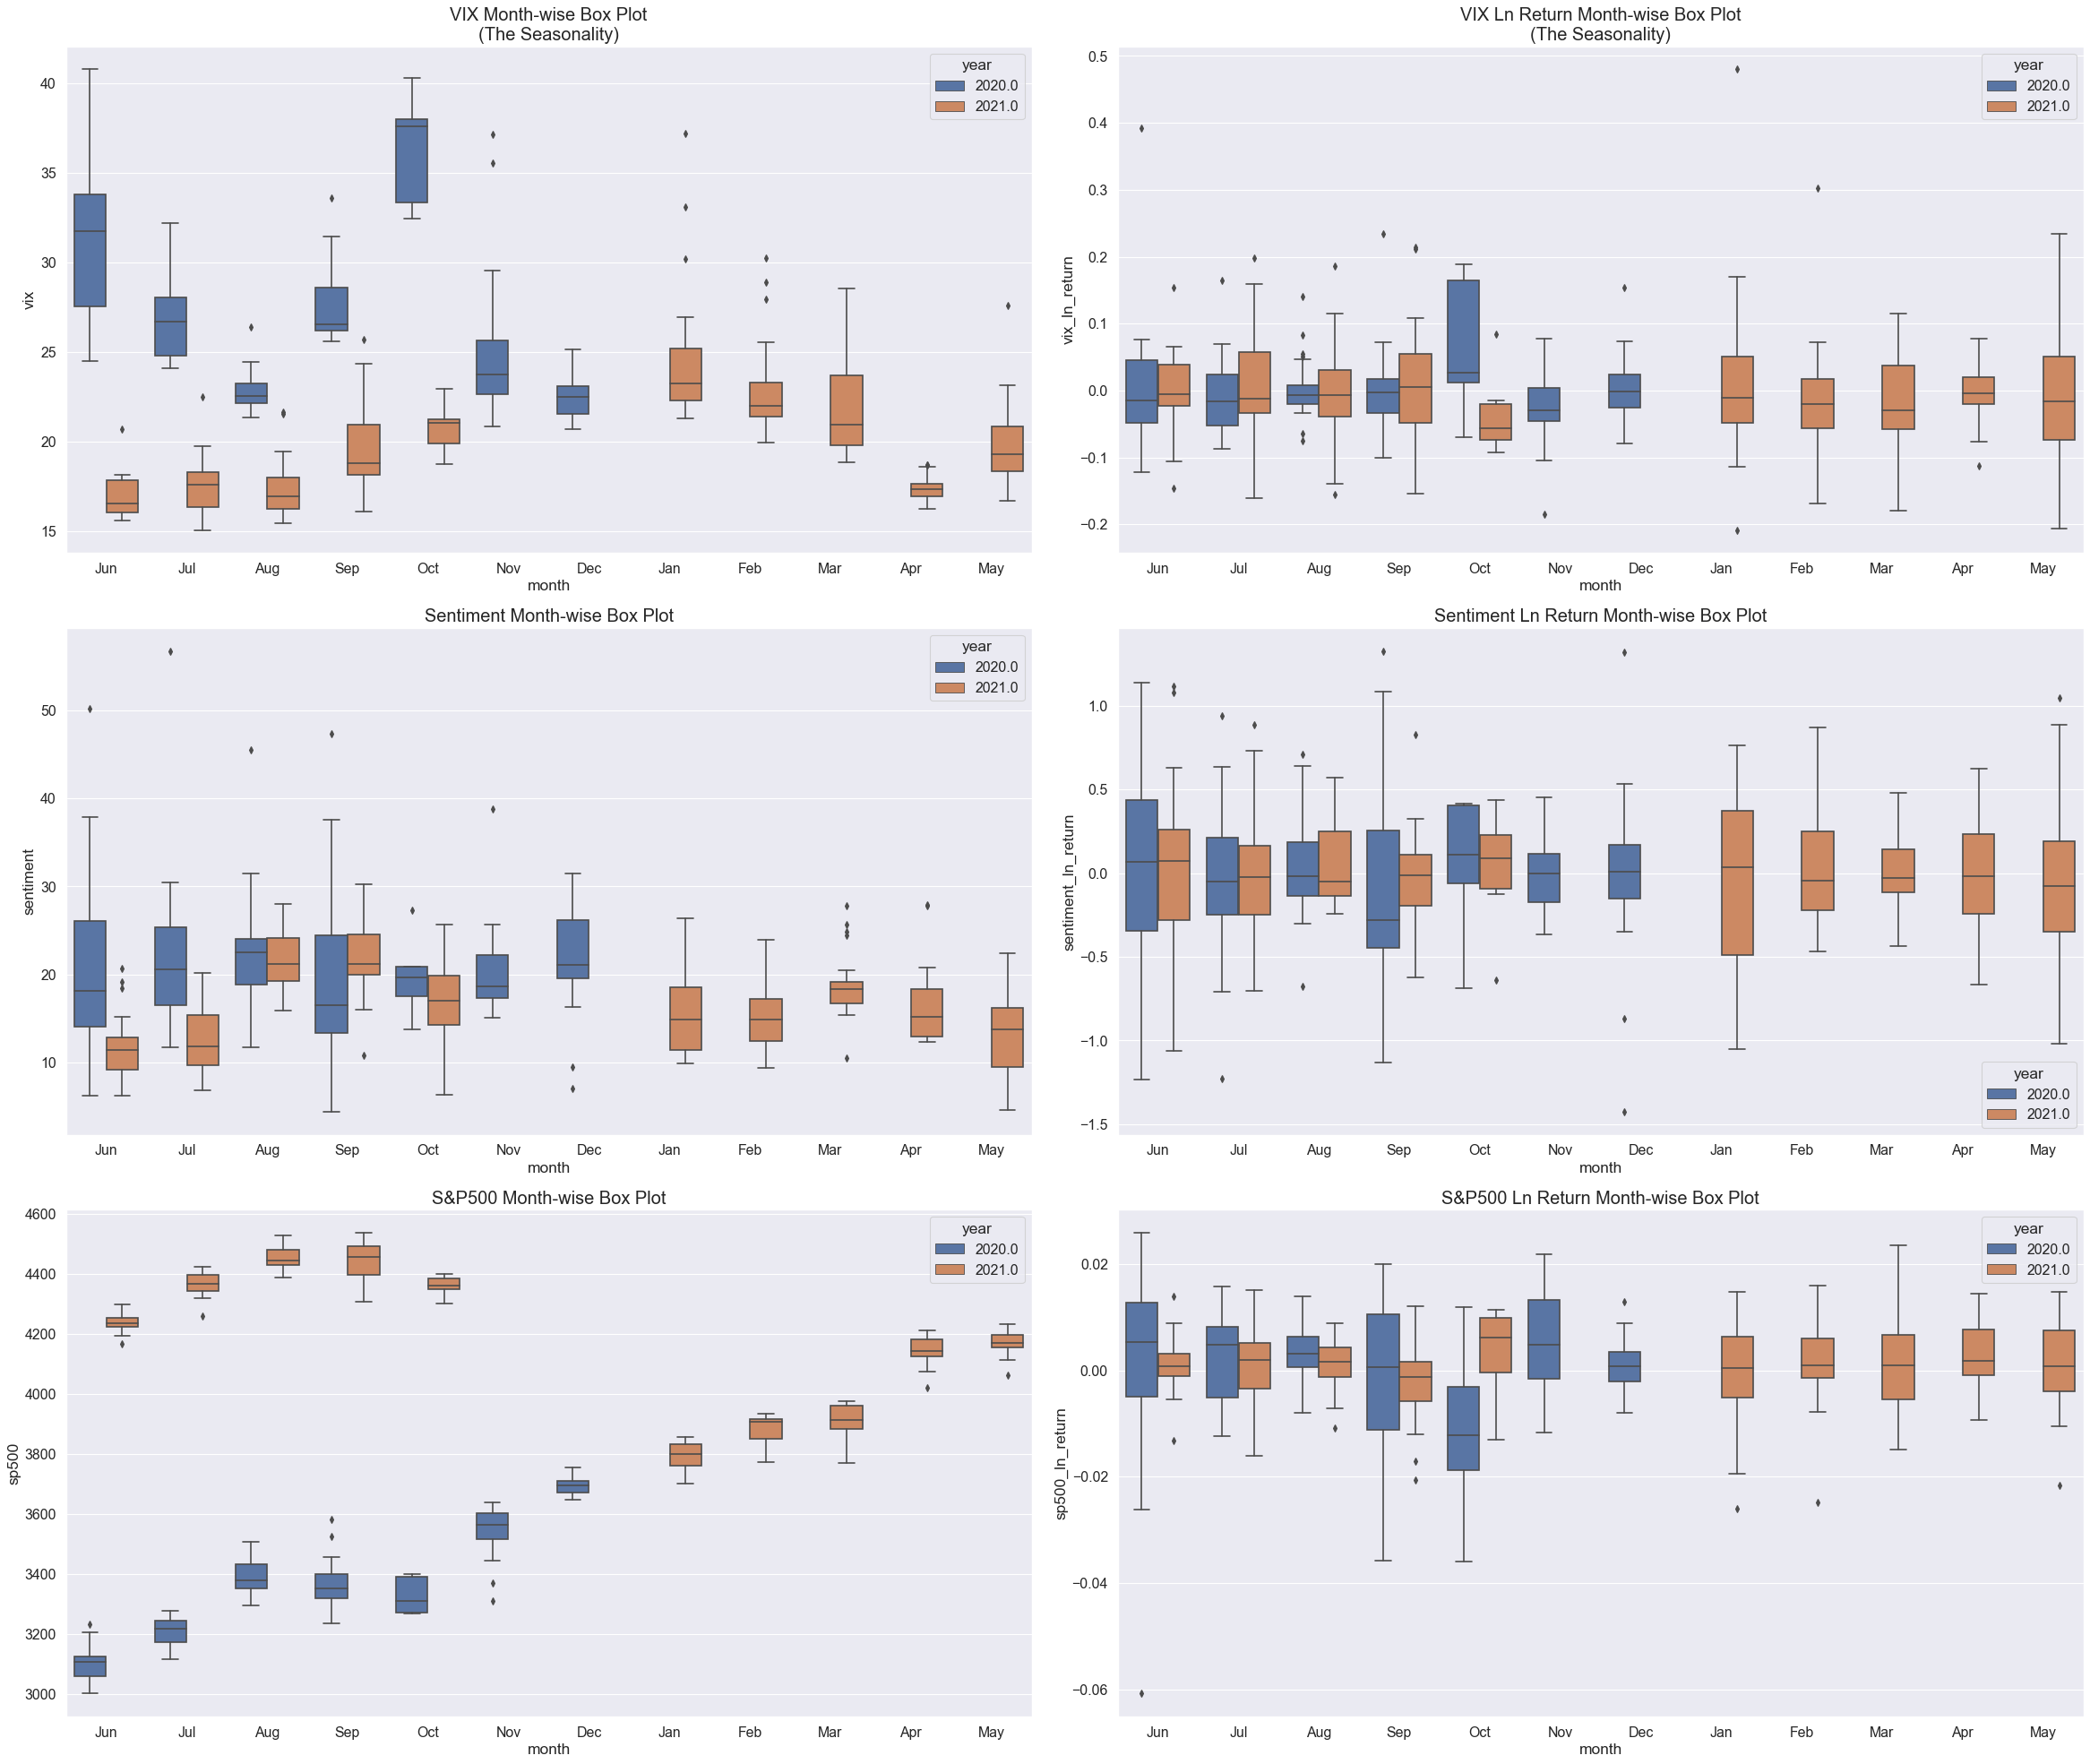 VIX Month-wise Box Plot
(The Seasonality)
vix
40
35
30
25
20
15
Jun Jul Aug Sep Oct Nov Dec Jan Feb Mar Apr May
month
year
2020.0
2021.0
VIX Ln Return Month-wise Box Plot
(The Seasonality)
vix_ln_return
0.5
0.4
0.3
0.2
0.1
0.0
−0.1
−0.2
Jun Jul Aug Sep Oct Nov Dec Jan Feb Mar Apr May
month
year
2020.0
2021.0
Sentiment Month-wise Box Plot
sentiment
50
40
30
20
10
Jun Jul Aug Sep Oct Nov Dec Jan Feb Mar Apr May
month
year
2020.0
2021.0
Sentiment Ln Return Month-wise Box Plot
sentiment_ln_return
1.0
0.5
0.0
−0.5
−1.0
−1.5
Jun Jul Aug Sep Oct Nov Dec Jan Feb Mar Apr May
month
year
2020.0
2021.0
S&P500 Month-wise Box Plot
sp500
4600
4400
4200
4000
3800
3600
3400
3200
3000
Jun Jul Aug Sep Oct Nov Dec Jan Feb Mar Apr May
month
year
2020.0
2021.0
S&P500 Ln Return Month-wise Box Plot
sp500_ln_return
0.02
0.00
−0.02
−0.04
−0.06
Jun Jul Aug Sep Oct Nov Dec Jan Feb Mar Apr May
month
year
2020.0
2021.0